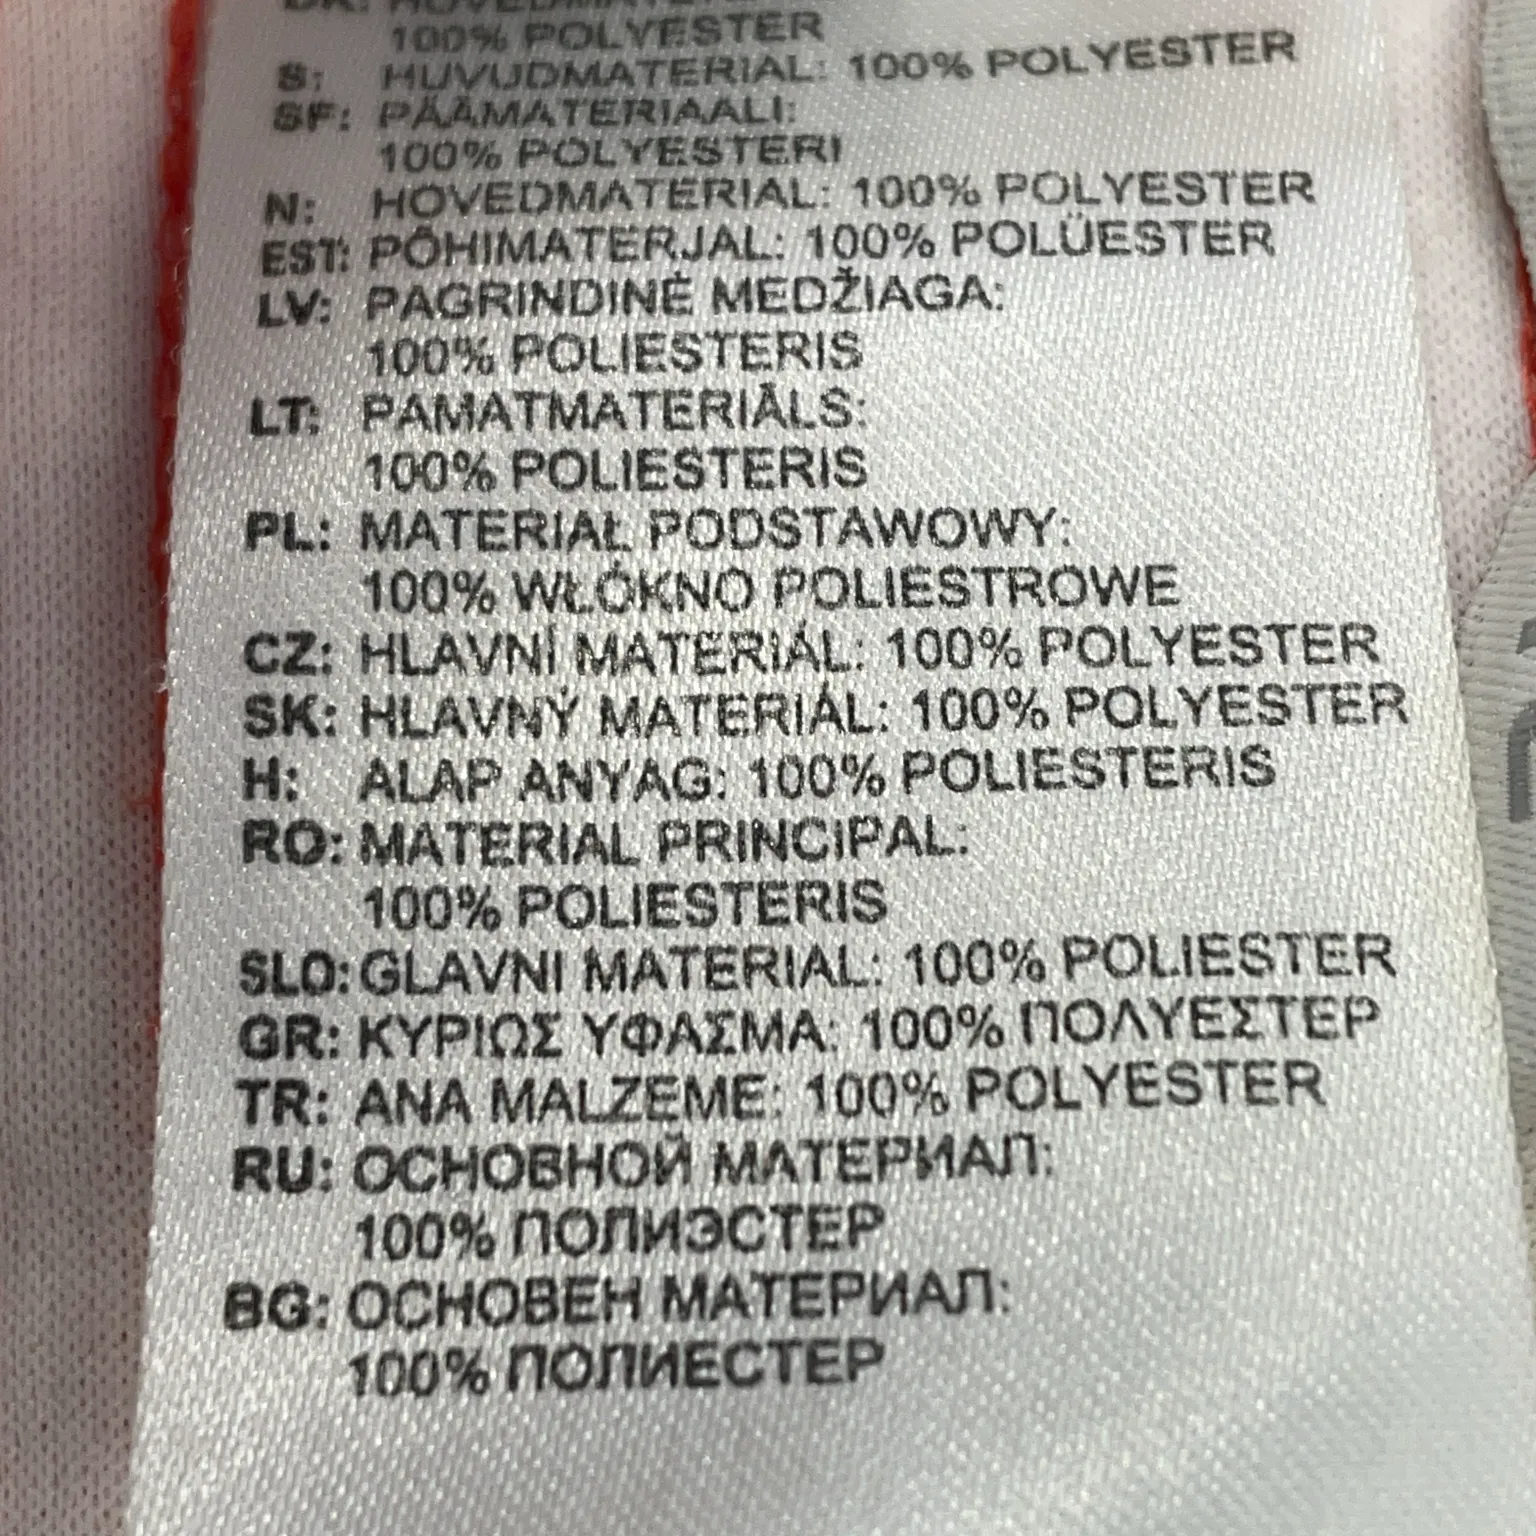 DK: HOVEDMATERIALE:
100% POLYESTER
S: HUVUDMATERIAL: 100% POLYESTER
SF: PÄÄMATERIAALI:
100% POLYESTERI
N: HOVEDMATERIAL: 100% POLYESTER
EST: PÕHIMATERJAL: 100% POLÜESTER
LV: PAGRINDINĖ MEDŽIAGA:
100% POLIESTERIS
LT: PAMATMATERIĀLS:
100% POLIESTERIS
PL: MATERIAŁ PODSTAWOWY:
100% WŁÓKNO POLIESTROWE
CZ: HLAVNÍ MATERIÁL: 100% POLYESTER
SK: HLAVNÝ MATERIÁL: 100% POLYESTER
H: ALAP ANYAG: 100% POLIESTERIS
RO: MATERIAL PRINCIPAL:
100% POLIESTERIS
SLO: GLAVNI MATERIAL: 100% POLIESTER
GR: ΚΥΡΙΩΣ ΥΦΑΣΜΑ: 100% ΠΟΛΥΕΣΤΕΡ
TR: ANA MALZEME: 100% POLYESTER
RU: ОСНОВНОЙ МАТЕРИАЛ:
100% ПОЛИЭСТЕР
BG: ОСНОВЕН МАТЕРИАЛ:
100% ПОЛИЕСТЕР